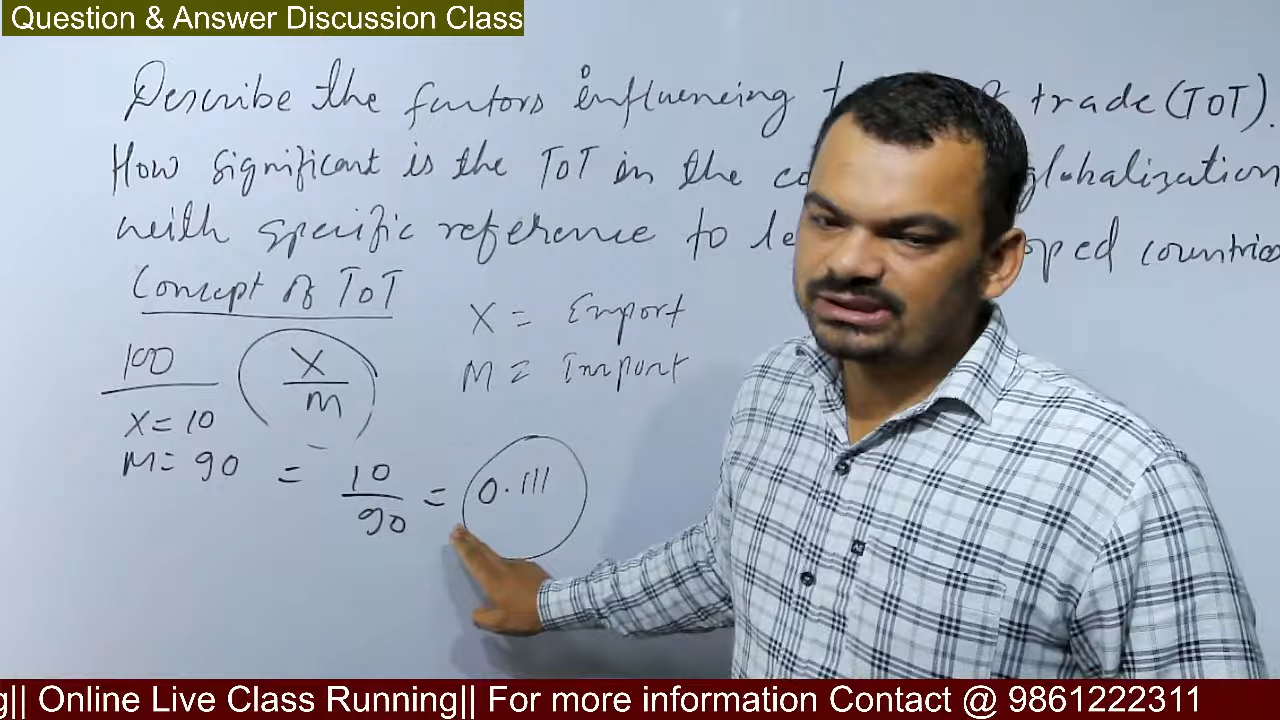 Question & Answer Discussion Class
Describe the factors influencing trade (TOT).
How significant is the TOT in the globalization
with specific reference to countries
Concept of TOT
X = Export
M = Import
100
X
M
X = 10
M = 90
= 10
90
= 0.111
|| Online Live Class Running|| For more information Contact @ 9861222311